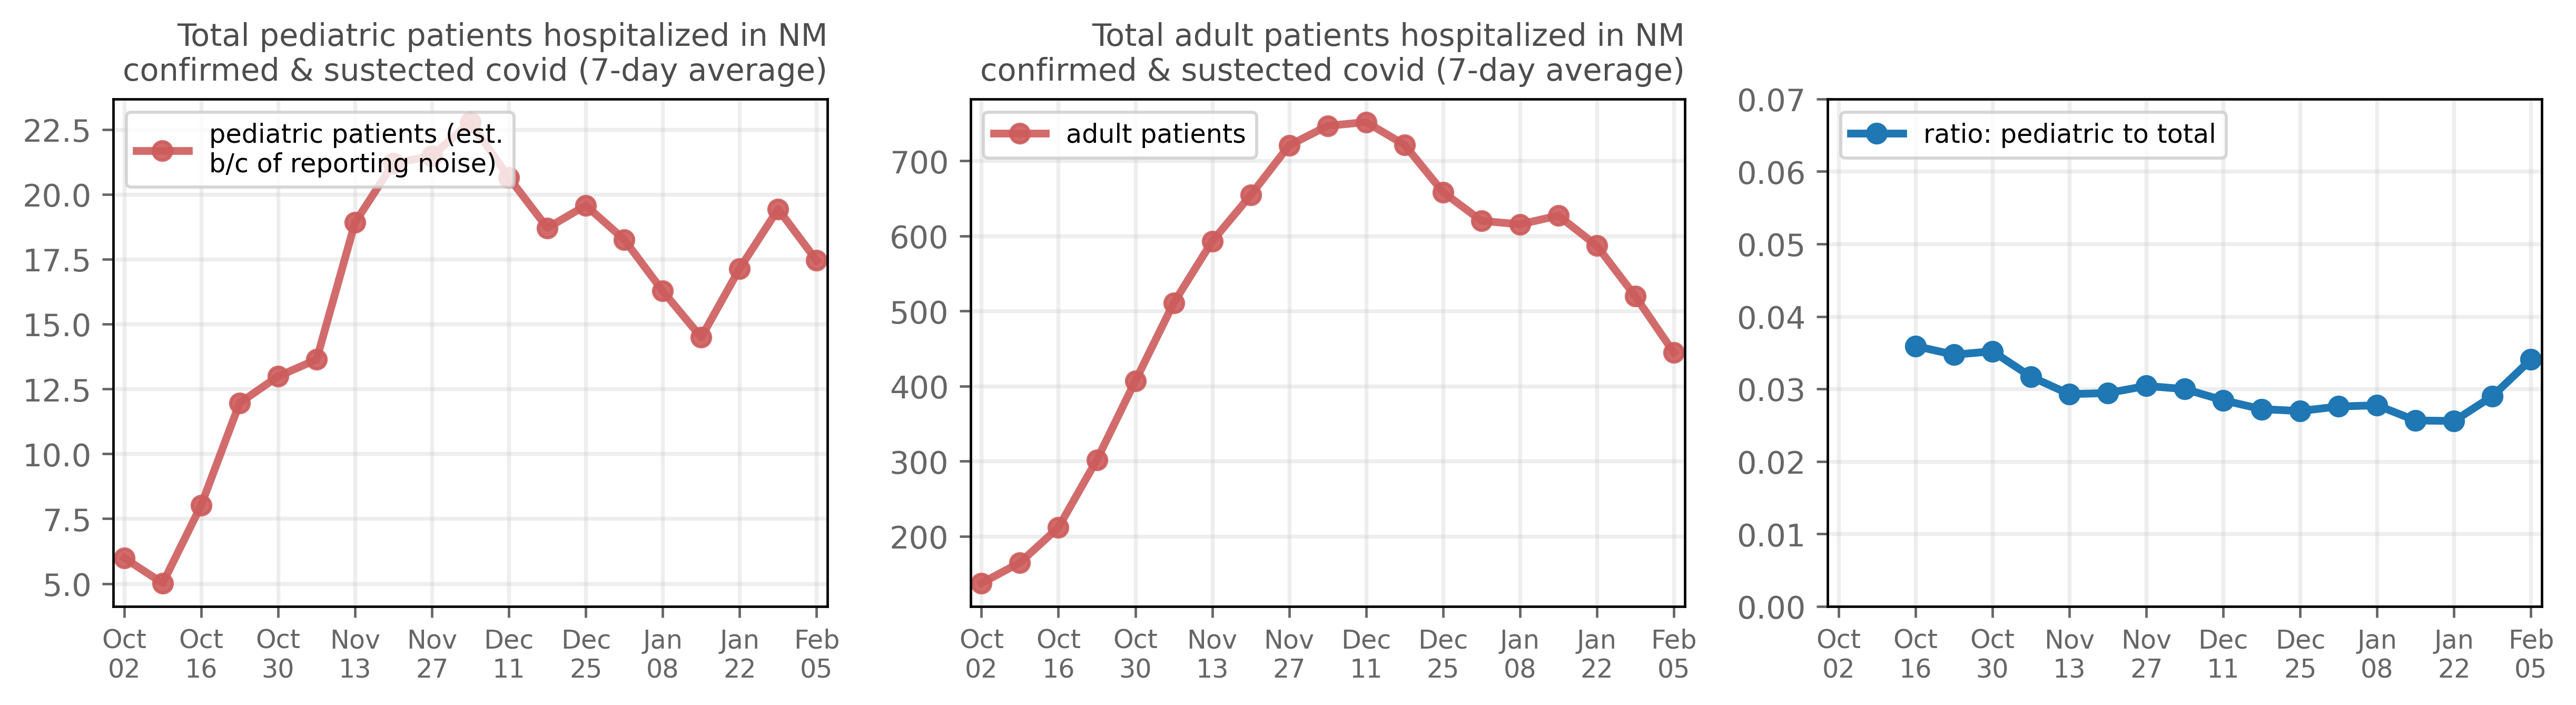 Total pediatric patients hospitalized in NM
confirmed & sustected covid (7-day average)
pediatric patients (est.
b/c of reporting noise)
22.5
20.0
17.5
15.0
12.5
10.0
7.5
5.0
Oct Oct Oct Nov Nov Dec Dec Jan Jan Feb
02 16 30 13 27 11 25 08 22 05
Total adult patients hospitalized in NM
confirmed & sustected covid (7-day average)
adult patients
700
600
500
400
300
200
Oct Oct Oct Nov Nov Dec Dec Jan Jan Feb
02 16 30 13 27 11 25 08 22 05
ratio: pediatric to total
0.07
0.06
0.05
0.04
0.03
0.02
0.01
0.00
Oct Oct Oct Nov Nov Dec Dec Jan Jan Feb
02 16 30 13 27 11 25 08 22 05